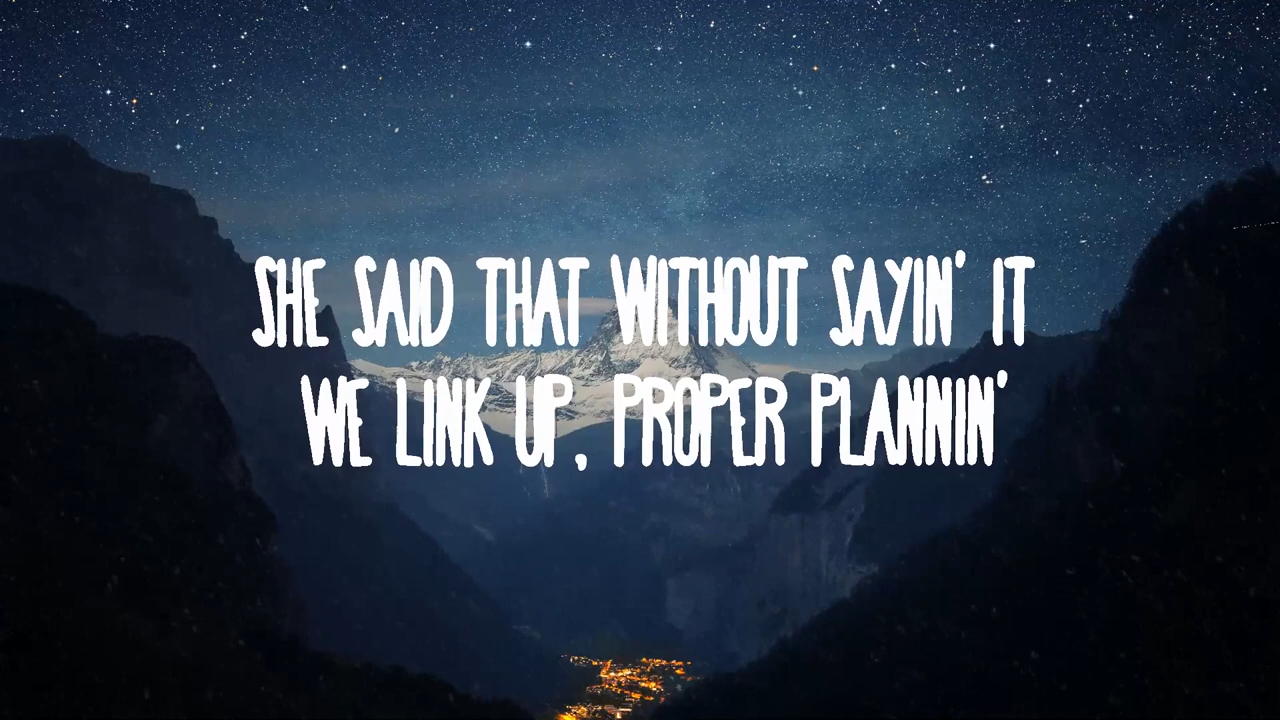 SHE SAID THAT WITHOUT SAYIN' IT
WE LINK UP, PROPER PLANNIN'